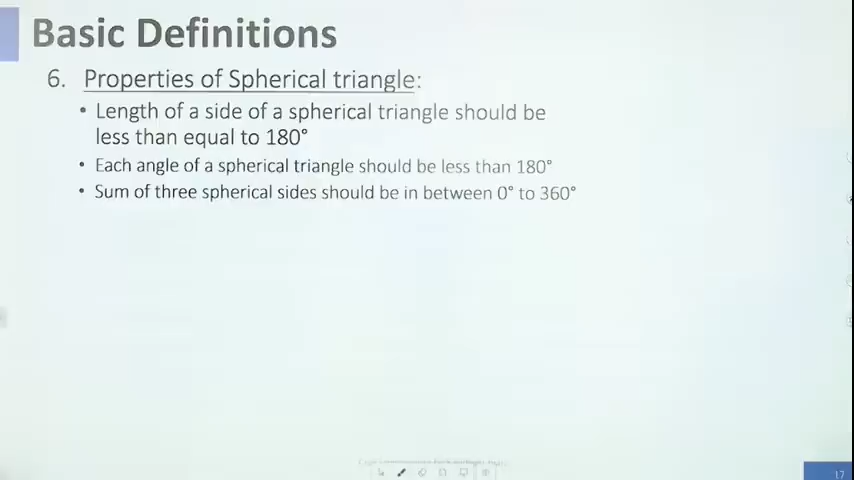 Basic Definitions
6. Properties of Spherical triangle:
• Length of a side of a spherical triangle should be
less than equal to 180°
• Each angle of a spherical triangle should be less than 180°
• Sum of three spherical sides should be in between 0° to 360°
17